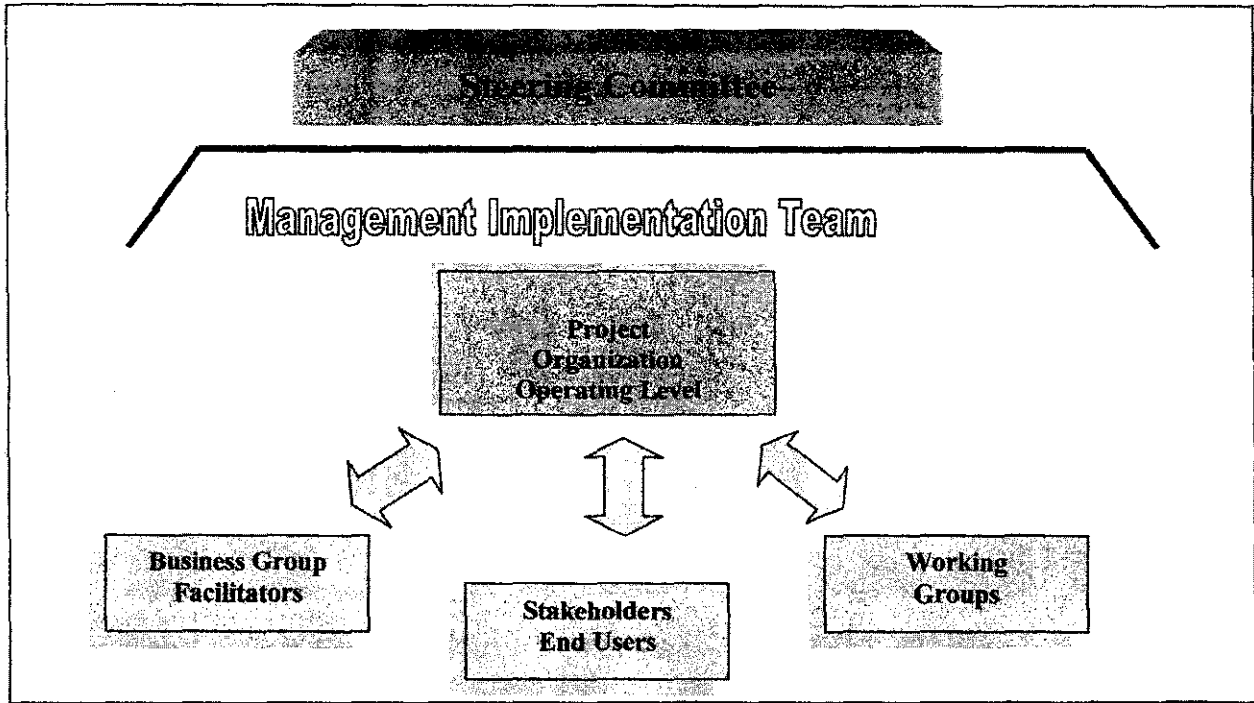 Steering Committee
Management Implementation Team
Project
Organization
Operating Level
Business Group
Facilitators
Stakeholders
End Users
Working
Groups